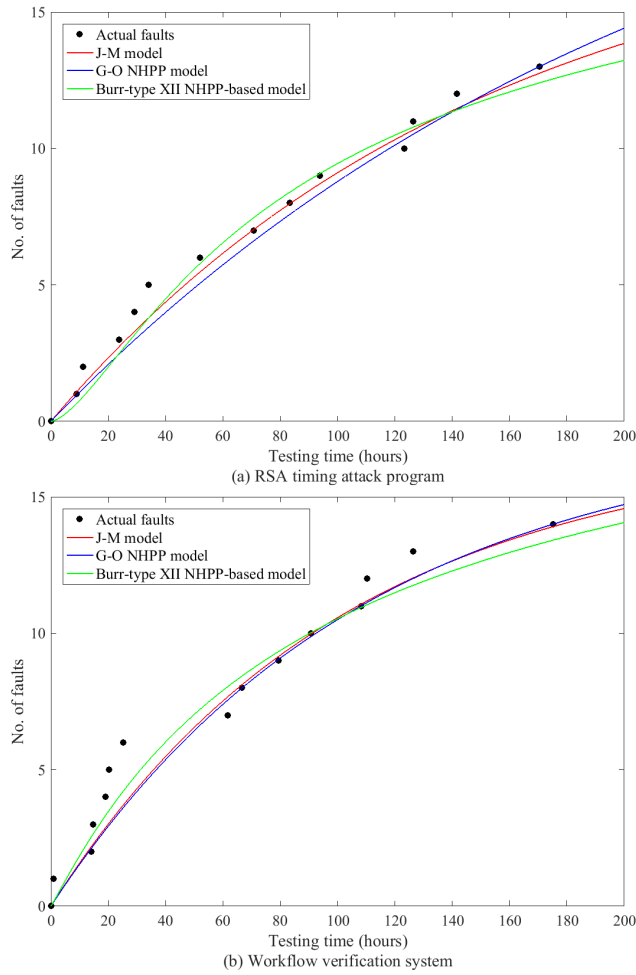 15
10
5
0
No. of faults
Actual faults
J-M model
G-O NHPP model
Burr-type XII NHPP-based model
0 20 40 60 80 100 120 140 160 180 200
Testing time (hours)
(a) RSA timing attack program
15
10
5
0
No. of faults
Actual faults
J-M model
G-O NHPP model
Burr-type XII NHPP-based model
0 20 40 60 80 100 120 140 160 180 200
Testing time (hours)
(b) Workflow verification system